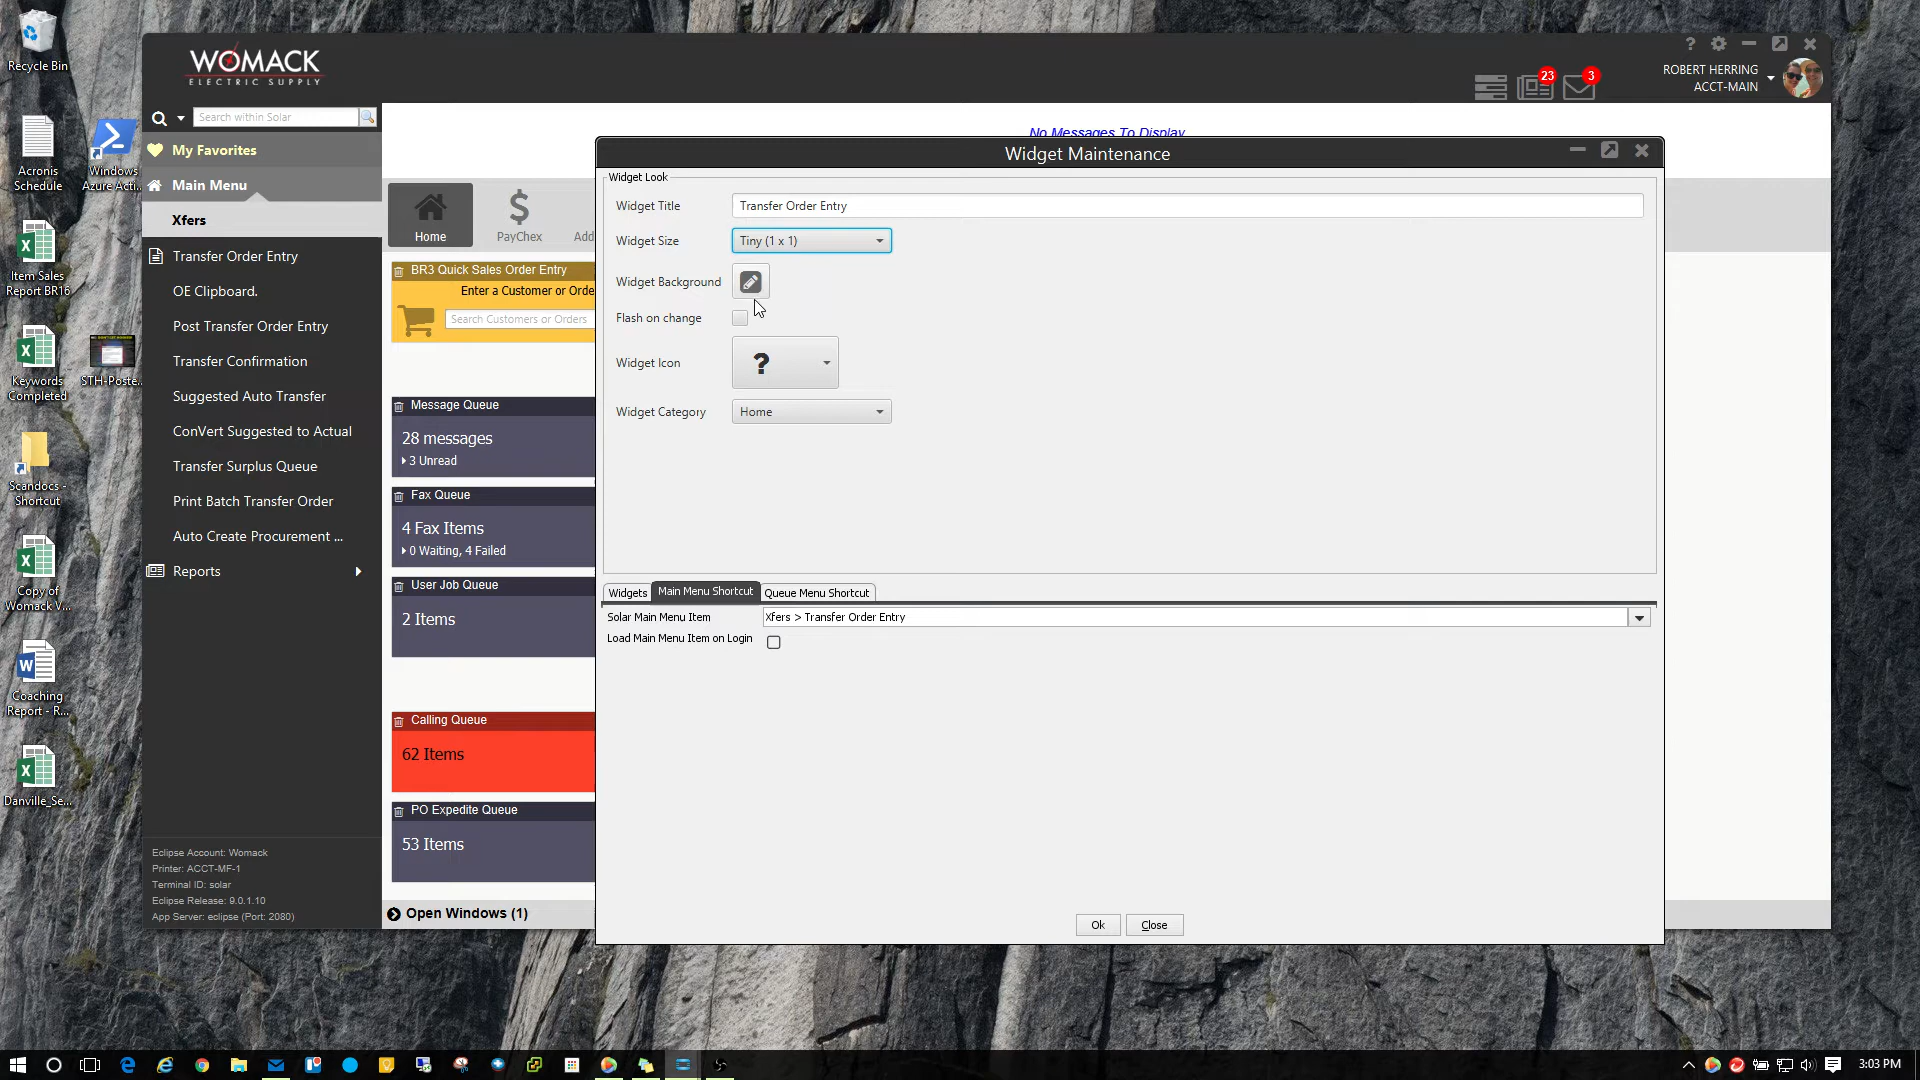 Recycle Bin
Acronis
Schedule
Windows
Azure Acti...
Item Sales
Report BR16
Keywords
Completed
STH-Poste...
Scandocs -
Shortcut
Copy of
Womack V...
Coaching
Report - R...
Danville_Se...
WOMACK
ELECTRIC SUPPLY
Search within Solar
My Favorites
Main Menu
Xfers
Transfer Order Entry
OE Clipboard.
Post Transfer Order Entry
Transfer Confirmation
Suggested Auto Transfer
ConVert Suggested to Actual
Transfer Surplus Queue
Print Batch Transfer Order
Auto Create Procurement ...
Reports
Eclipse Account: Womack
Printer: ACCT-MF-1
Terminal ID: solar
Eclipse Release: 9.0.1.10
App Server: eclipse (Port: 2080)
23
3
ROBERT HERRING
ACCT-MAIN
No Messages To Display
Home
PayChex
Add
BR3 Quick Sales Order Entry
Enter a Customer or Orde
Search Customers or Orders
Message Queue
28 messages
3 Unread
Fax Queue
4 Fax Items
0 Waiting, 4 Failed
User Job Queue
2 Items
Calling Queue
62 Items
PO Expedite Queue
53 Items
Open Windows (1)
Widget Maintenance
Widget Look
Widget Title Transfer Order Entry
Widget Size Tiny (1 x 1)
Widget Background
Flash on change
Widget Icon ?
Widget Category Home
Widgets Main Menu Shortcut Queue Menu Shortcut
Solar Main Menu Item Xfers > Transfer Order Entry
Load Main Menu Item on Login
Ok Close
3:03 PM